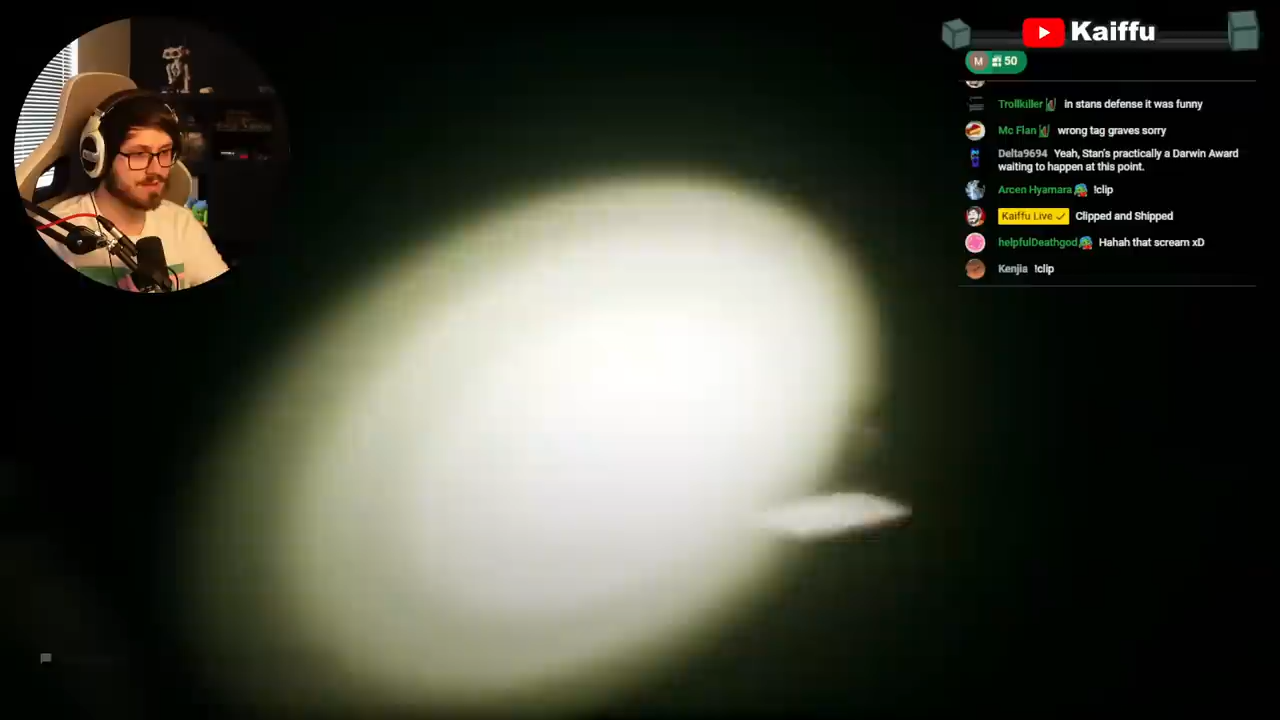 Kaiffu
M 50
Trollkiller in stans defense it was funny
Mc Flan wrong tag graves sorry
Delta9694 Yeah, Stan's practically a Darwin Award
waiting to happen at this point.
Arcen Hyamara !clip
Kaiffu Live Clipped and Shipped
helpfulDeathgod Hahah that scream xD
Kenjia !clip